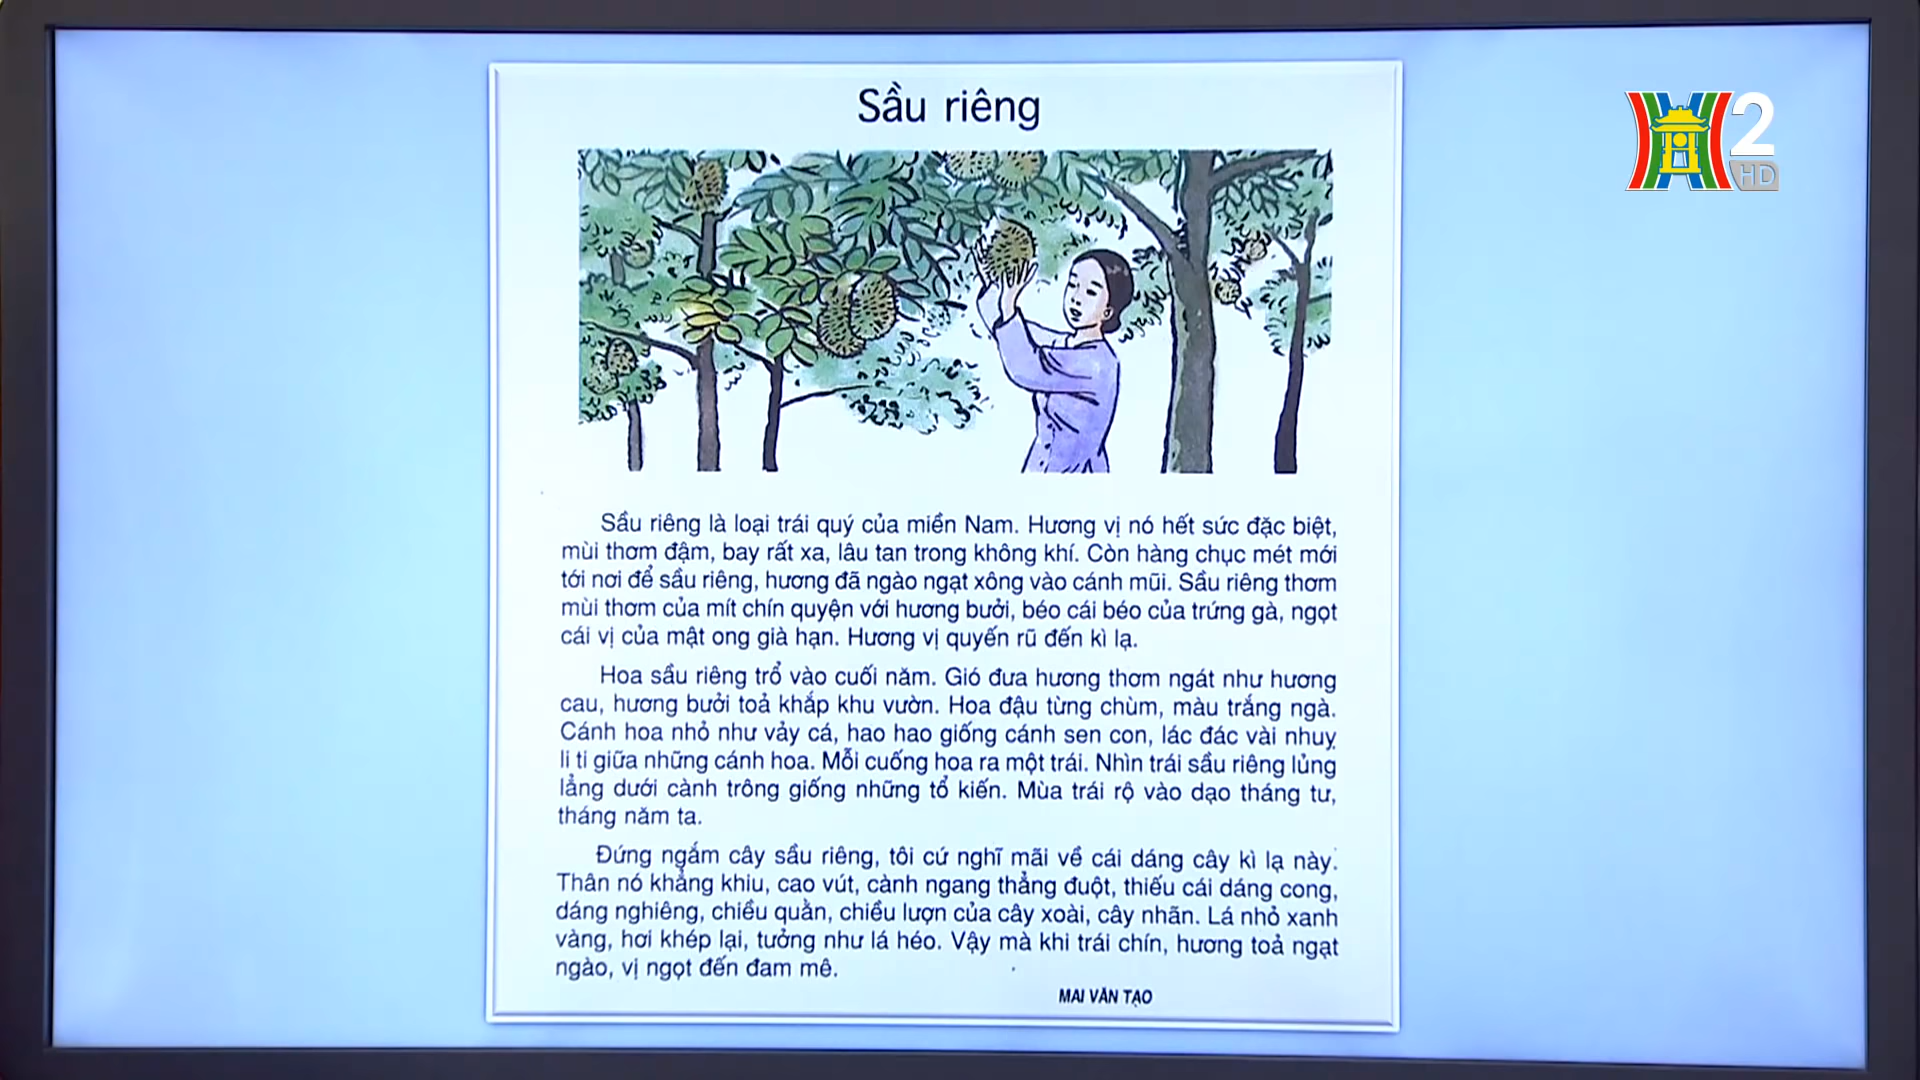 Sầu riêng
2
HD
Sầu riêng là loại trái quý của miền Nam. Hương vị nó hết sức đặc biệt,
mùi thơm đậm, bay rất xa, lâu tan trong không khí. Còn hàng chục mét mới
tới nơi để sầu riêng, hương đã ngào ngạt xông vào cánh mũi. Sầu riêng thơm
mùi thơm của mít chín quyện với hương bưởi, béo cái béo của trứng gà, ngọt
cái vị của mật ong già hạn. Hương vị quyến rũ đến kì lạ.
Hoa sầu riêng trổ vào cuối năm. Gió đưa hương thơm ngát như hương
cau, hương bưởi toả khắp khu vườn. Hoa đậu từng chùm, màu trắng ngà.
Cánh hoa nhỏ như vảy cá, hao hao giống cánh sen con, lác đác vài nhuỵ
li ti giữa những cánh hoa. Mỗi cuống hoa ra một trái. Nhìn trái sầu riêng lủng
lẳng dưới cành trông giống những tổ kiến. Mùa trái rộ vào dạo tháng tư,
tháng năm ta.
Đứng ngắm cây sầu riêng, tôi cứ nghĩ mãi về cái dáng cây kì lạ này.
Thân nó khẳng khiu, cao vút, cành ngang thẳng đuột, thiếu cái dáng cong,
dáng nghiêng, chiều quằn, chiều lượn của cây xoài, cây nhãn. Lá nhỏ xanh
vàng, hơi khép lại, tưởng như lá héo. Vậy mà khi trái chín, hương toả ngạt
ngào, vị ngọt đến đam mê.
MAI VĂN TẠO